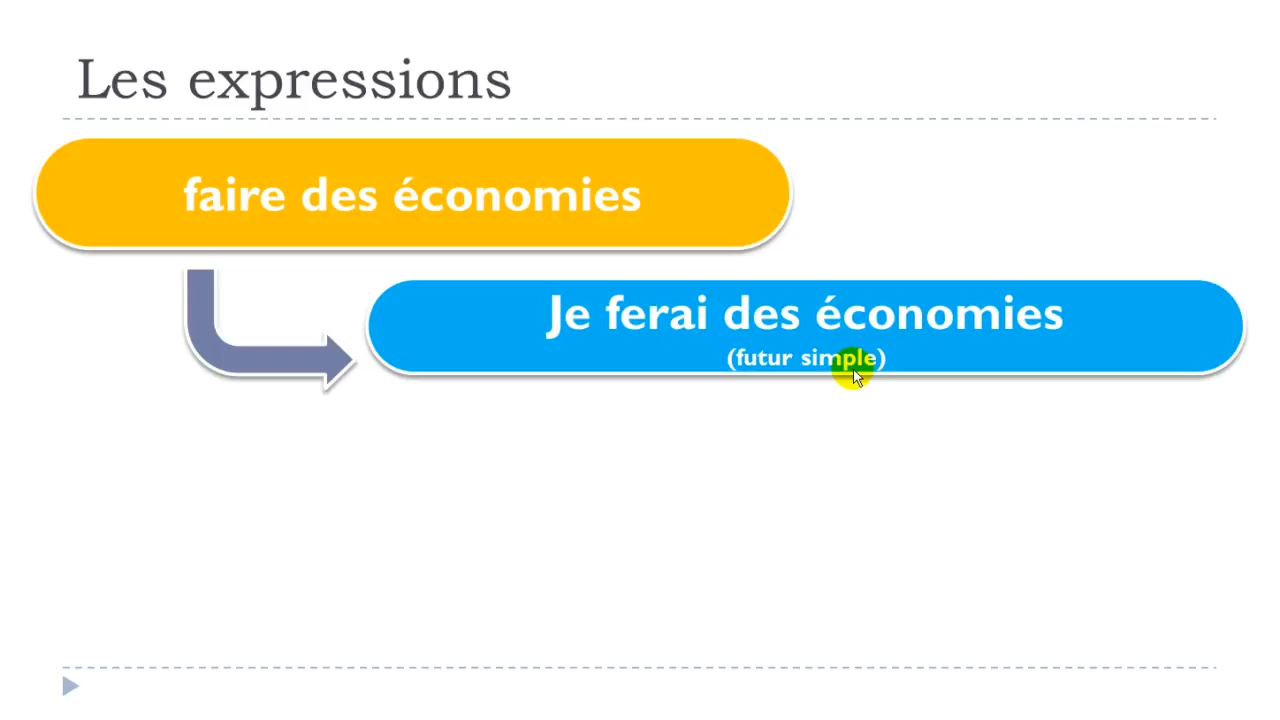 Les expressions
faire des économies
Je ferai des économies
(futur simple)